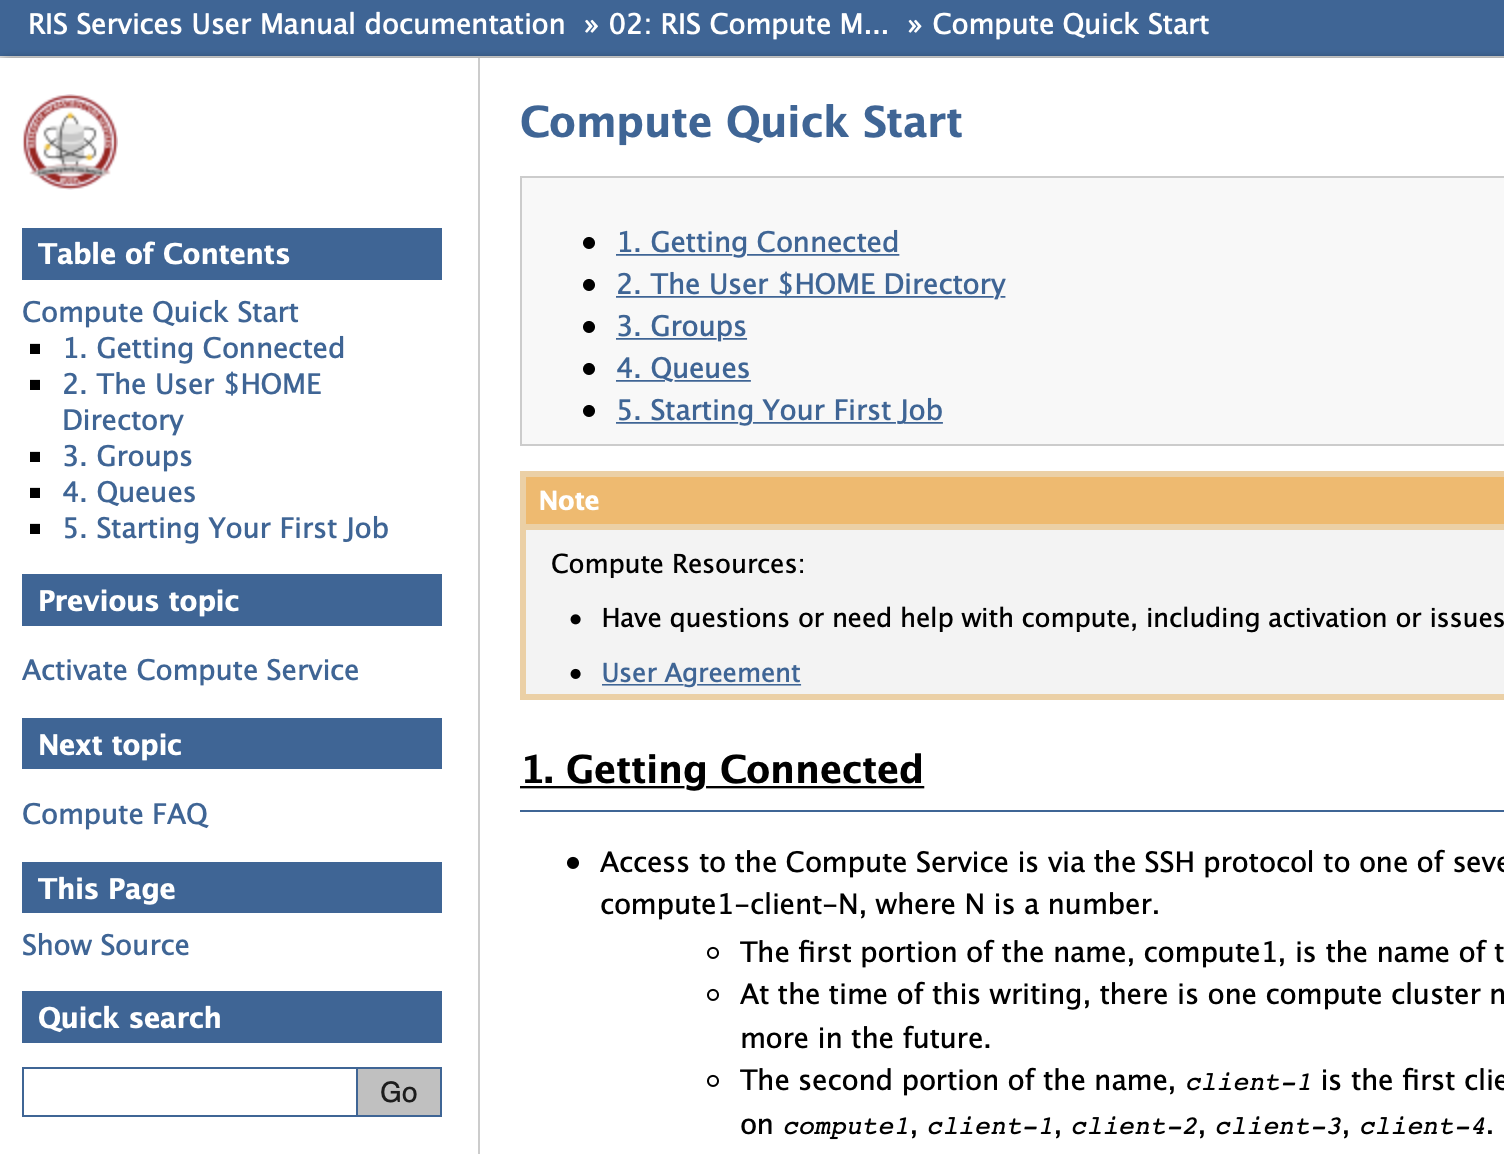 RIS Services User Manual documentation » 02: RIS Compute M... » Compute Quick Start
Table of Contents
Compute Quick Start
1. Getting Connected
2. The User $HOME
Directory
3. Groups
4. Queues
5. Starting Your First Job
Previous topic
Activate Compute Service
Next topic
Compute FAQ
This Page
Show Source
Quick search
Go
Compute Quick Start
1. Getting Connected
2. The User $HOME Directory
3. Groups
4. Queues
5. Starting Your First Job
Note
Compute Resources:
Have questions or need help with compute, including activation or issues
User Agreement
1. Getting Connected
Access to the Compute Service is via the SSH protocol to one of seve
compute1-client-N, where N is a number.
The first portion of the name, compute1, is the name of t
At the time of this writing, there is one compute cluster n
more in the future.
The second portion of the name, client-1 is the first clie
on compute1, client-1, client-2, client-3, client-4.